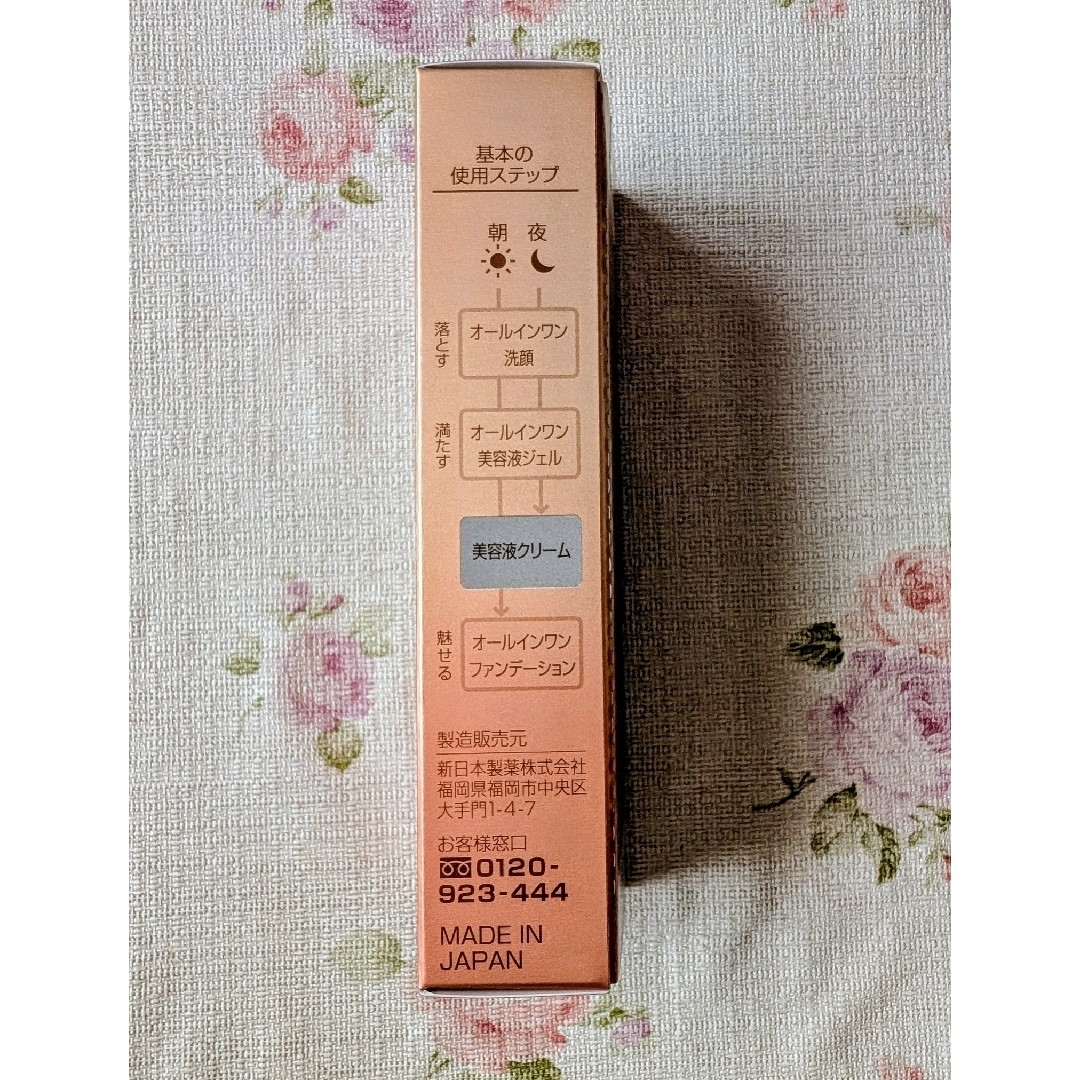 基本の
使用ステップ
朝 夜
落とす
オールインワン
洗顔
満たす
オールインワン
美容液ジェル
美容液クリーム
魅せる
オールインワン
ファンデーション
製造販売元
新日本製薬株式会社
福岡県福岡市中央区
大手門1-4-7
お客様窓口
0120-
923-444
MADE IN
JAPAN